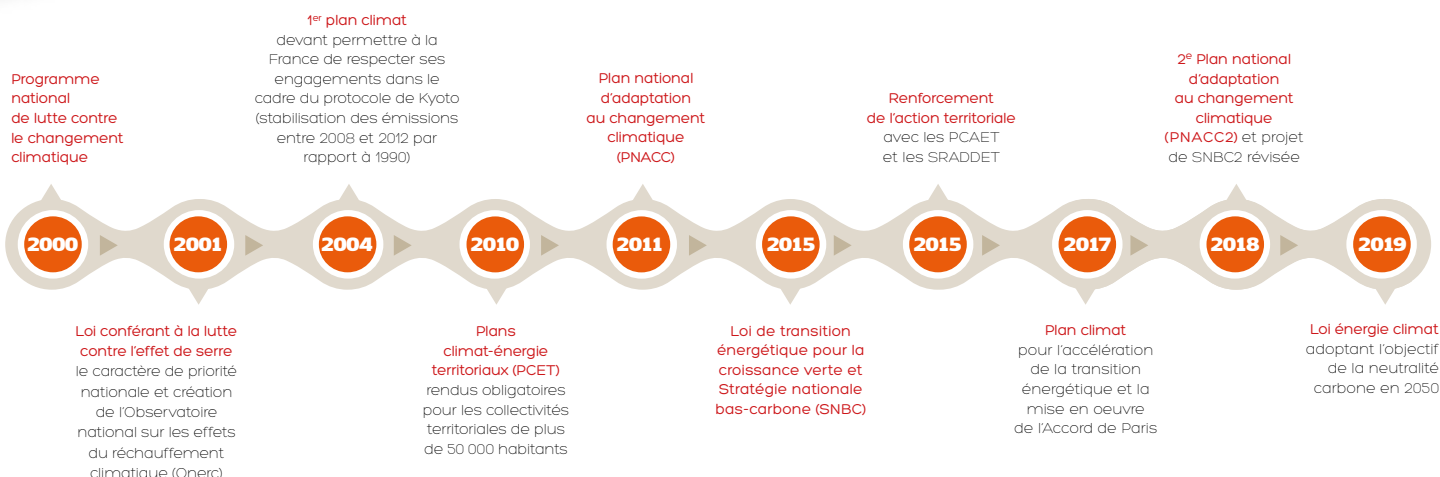 1er plan climat
devant permettre à la
France de respecter ses
engagements dans le
cadre du protocole de Kyoto
(stabilisation des émissions
entre 2008 et 2012 par
rapport à 1990)
Programme
national
de lutte contre
le changement
climatique
Plan national
d'adaptation
au changement
climatique
(PNACC)
Renforcement
de l'action territoriale
avec les PCAET
et les SRADDET
2e Plan national
d'adaptation
au changement
climatique
(PNACC2) et projet
de SNBC2 révisée
2000
2001
2004
2010
2011
2015
2015
2017
2018
2019
Loi conférant à la lutte
contre l'effet de serre
le caractère de priorité
nationale et création
de l'Observatoire
national sur les effets
du réchauffement
climatique (Onerc)
Plans
climat-énergie
territoriaux (PCET)
rendus obligatoires
pour les collectivités
territoriales de plus
de 50 000 habitants
Loi de transition
énergétique pour la
croissance verte et
Stratégie nationale
bas-carbone (SNBC)
Plan climat
pour l'accélération
de la transition
énergétique et la
mise en oeuvre
de l'Accord de Paris
Loi énergie climat
adoptant l'objectif
de la neutralité
carbone en 2050